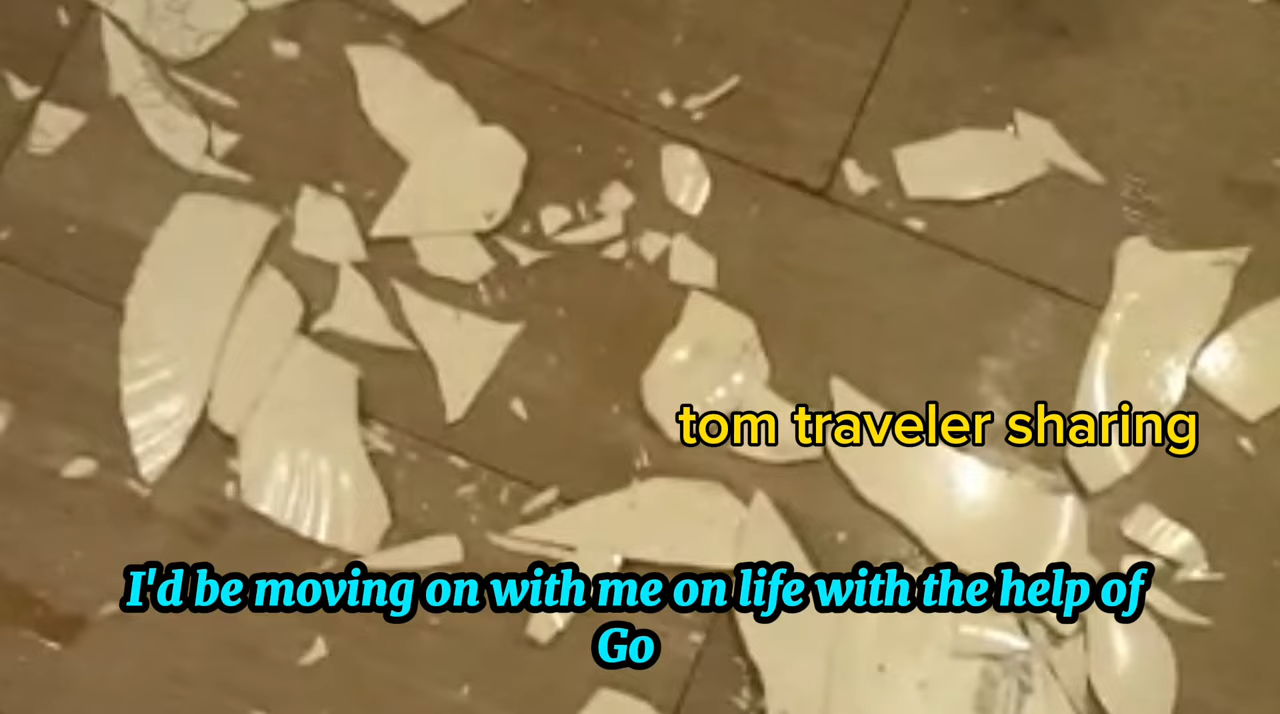 tom traveler sharing
I'd be moving on with me on life with the help of
Go